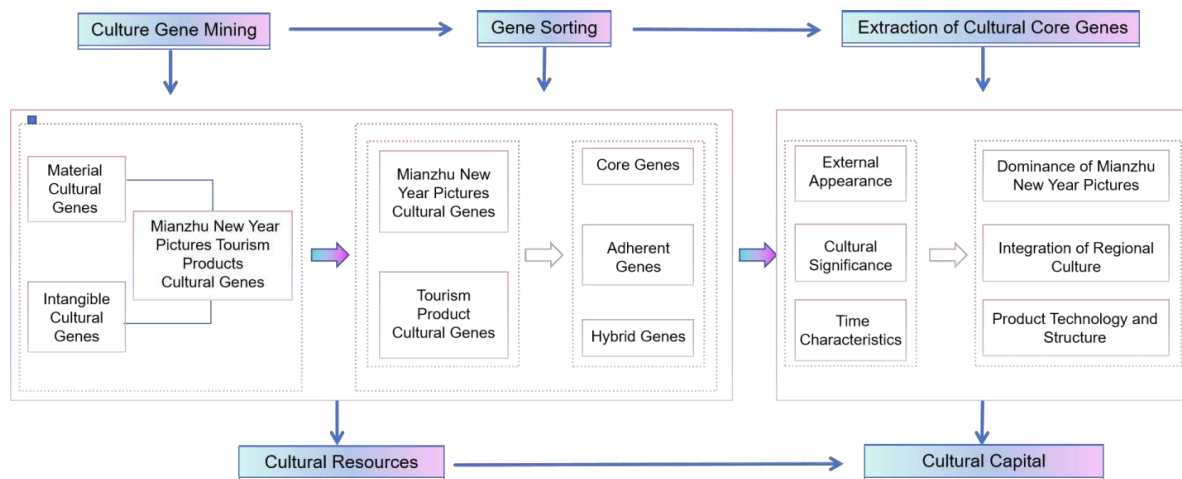 Culture Gene Mining
Gene Sorting
Extraction of Cultural Core Genes
Material
Cultural
Genes
Intangible
Cultural
Genes
Mianzhu New Year
Pictures Tourism
Products
Cultural Genes
Mianzhu New
Year Pictures
Cultural Genes
Tourism
Product
Cultural Genes
Core Genes
Adherent
Genes
Hybrid Genes
External
Appearance
Cultural
Significance
Time
Characteristics
Dominance of Mianzhu
New Year Pictures
Integration of Regional
Culture
Product Technology and
Structure
Cultural Resources
Cultural Capital